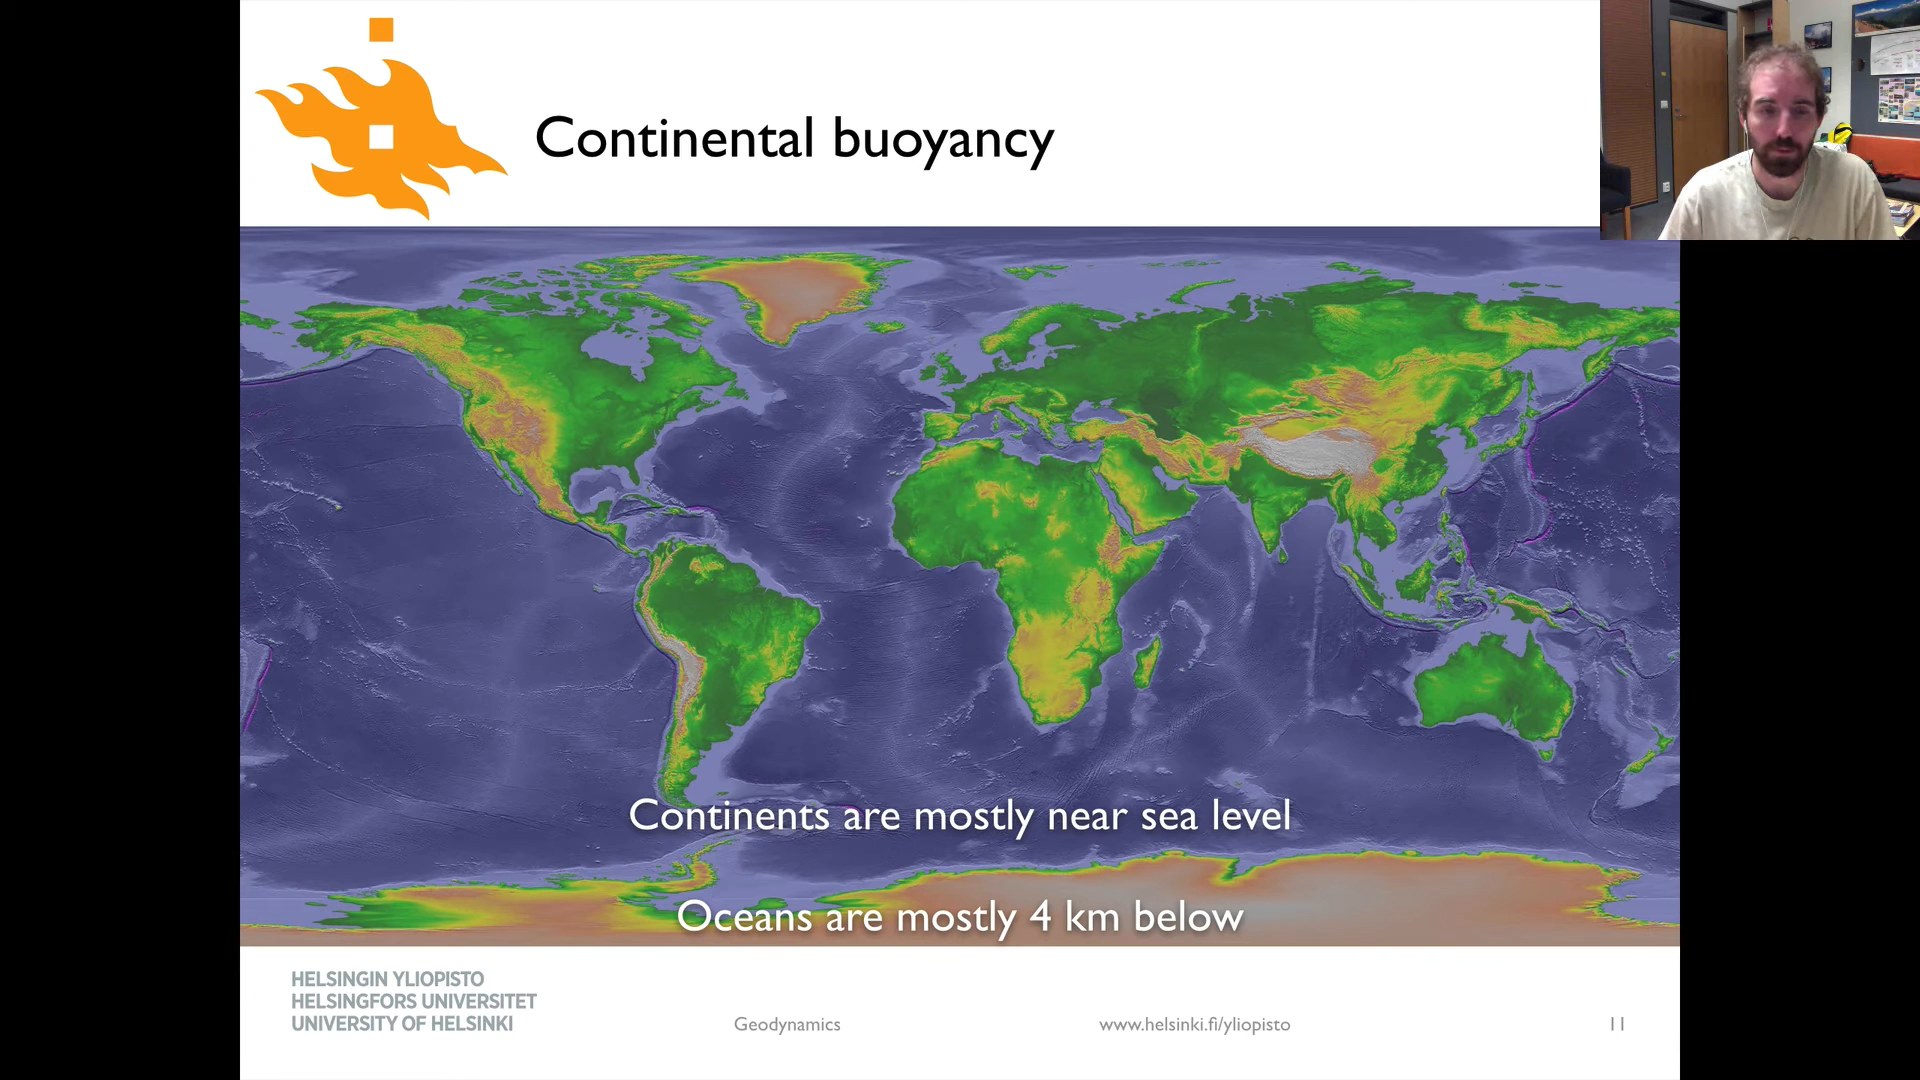 Continental buoyancy
Continents are mostly near sea level
Oceans are mostly 4 km below
HELSINGIN YLIOPISTO
HELSINGFORS UNIVERSITET
UNIVERSITY OF HELSINKI
Geodynamics
www.helsinki.fi/yliopisto
11